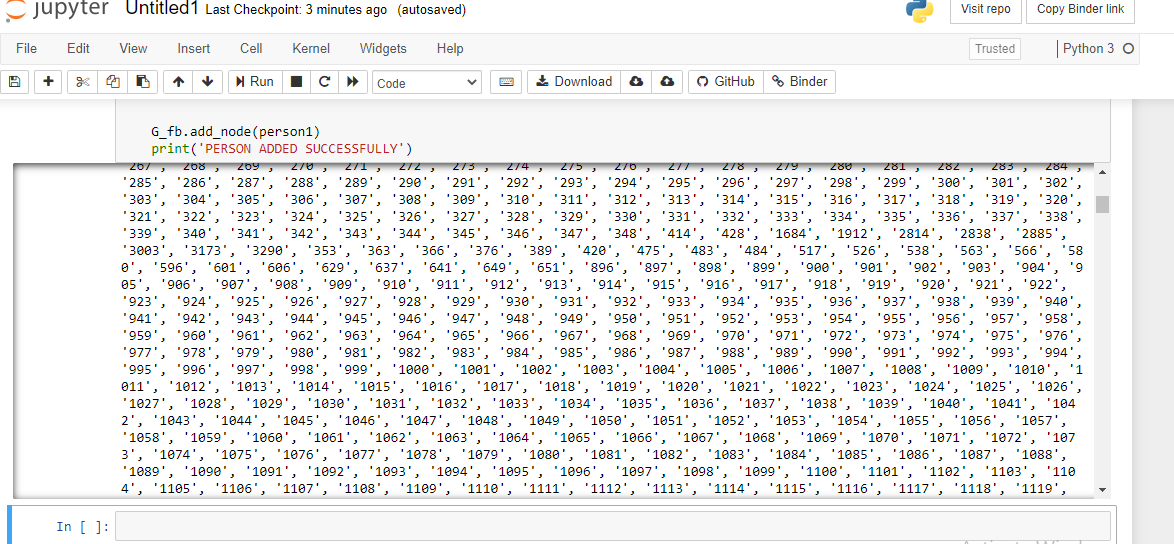 jupyter Untitled1 Last Checkpoint: 3 minutes ago (autosaved)
Visit repo
Copy Binder link
File Edit View Insert Cell Kernel Widgets Help
Trusted
Python 3
Run
Code
Download
GitHub
Binder
G_fb.add_node(person1)
print('PERSON ADDED SUCCESSFULLY')
267', '268', '269', '270', '271', '272', '273', '274', '275', '276', '277', '278', '279', '280', '281', '282', '283', '284',
'285', '286', '287', '288', '289', '290', '291', '292', '293', '294', '295', '296', '297', '298', '299', '300', '301', '302',
'303', '304', '305', '306', '307', '308', '309', '310', '311', '312', '313', '314', '315', '316', '317', '318', '319', '320',
'321', '322', '323', '324', '325', '326', '327', '328', '329', '330', '331', '332', '333', '334', '335', '336', '337', '338',
'339', '340', '341', '342', '343', '344', '345', '346', '347', '348', '414', '428', '1684', '1912', '2814', '2838', '2885',
'3003', '3173', '3290', '353', '363', '366', '376', '389', '420', '475', '483', '484', '517', '526', '538', '563', '566', '58
0', '596', '601', '606', '629', '637', '641', '649', '651', '896', '897', '898', '899', '900', '901', '902', '903', '904', '9
05', '906', '907', '908', '909', '910', '911', '912', '913', '914', '915', '916', '917', '918', '919', '920', '921', '922',
'923', '924', '925', '926', '927', '928', '929', '930', '931', '932', '933', '934', '935', '936', '937', '938', '939', '940',
'941', '942', '943', '944', '945', '946', '947', '948', '949', '950', '951', '952', '953', '954', '955', '956', '957', '958',
'959', '960', '961', '962', '963', '964', '965', '966', '967', '968', '969', '970', '971', '972', '973', '974', '975', '976',
'977', '978', '979', '980', '981', '982', '983', '984', '985', '986', '987', '988', '989', '990', '991', '992', '993', '994',
'995', '996', '997', '998', '999', '1000', '1001', '1002', '1003', '1004', '1005', '1006', '1007', '1008', '1009', '1010', '1
011', '1012', '1013', '1014', '1015', '1016', '1017', '1018', '1019', '1020', '1021', '1022', '1023', '1024', '1025', '1026',
'1027', '1028', '1029', '1030', '1031', '1032', '1033', '1034', '1035', '1036', '1037', '1038', '1039', '1040', '1041', '104
2', '1043', '1044', '1045', '1046', '1047', '1048', '1049', '1050', '1051', '1052', '1053', '1054', '1055', '1056', '1057',
'1058', '1059', '1060', '1061', '1062', '1063', '1064', '1065', '1066', '1067', '1068', '1069', '1070', '1071', '1072', '107
3', '1074', '1075', '1076', '1077', '1078', '1079', '1080', '1081', '1082', '1083', '1084', '1085', '1086', '1087', '1088',
'1089', '1090', '1091', '1092', '1093', '1094', '1095', '1096', '1097', '1098', '1099', '1100', '1101', '1102', '1103', '110
4', '1105', '1106', '1107', '1108', '1109', '1110', '1111', '1112', '1113', '1114', '1115', '1116', '1117', '1118', '1119',
In [ ]: